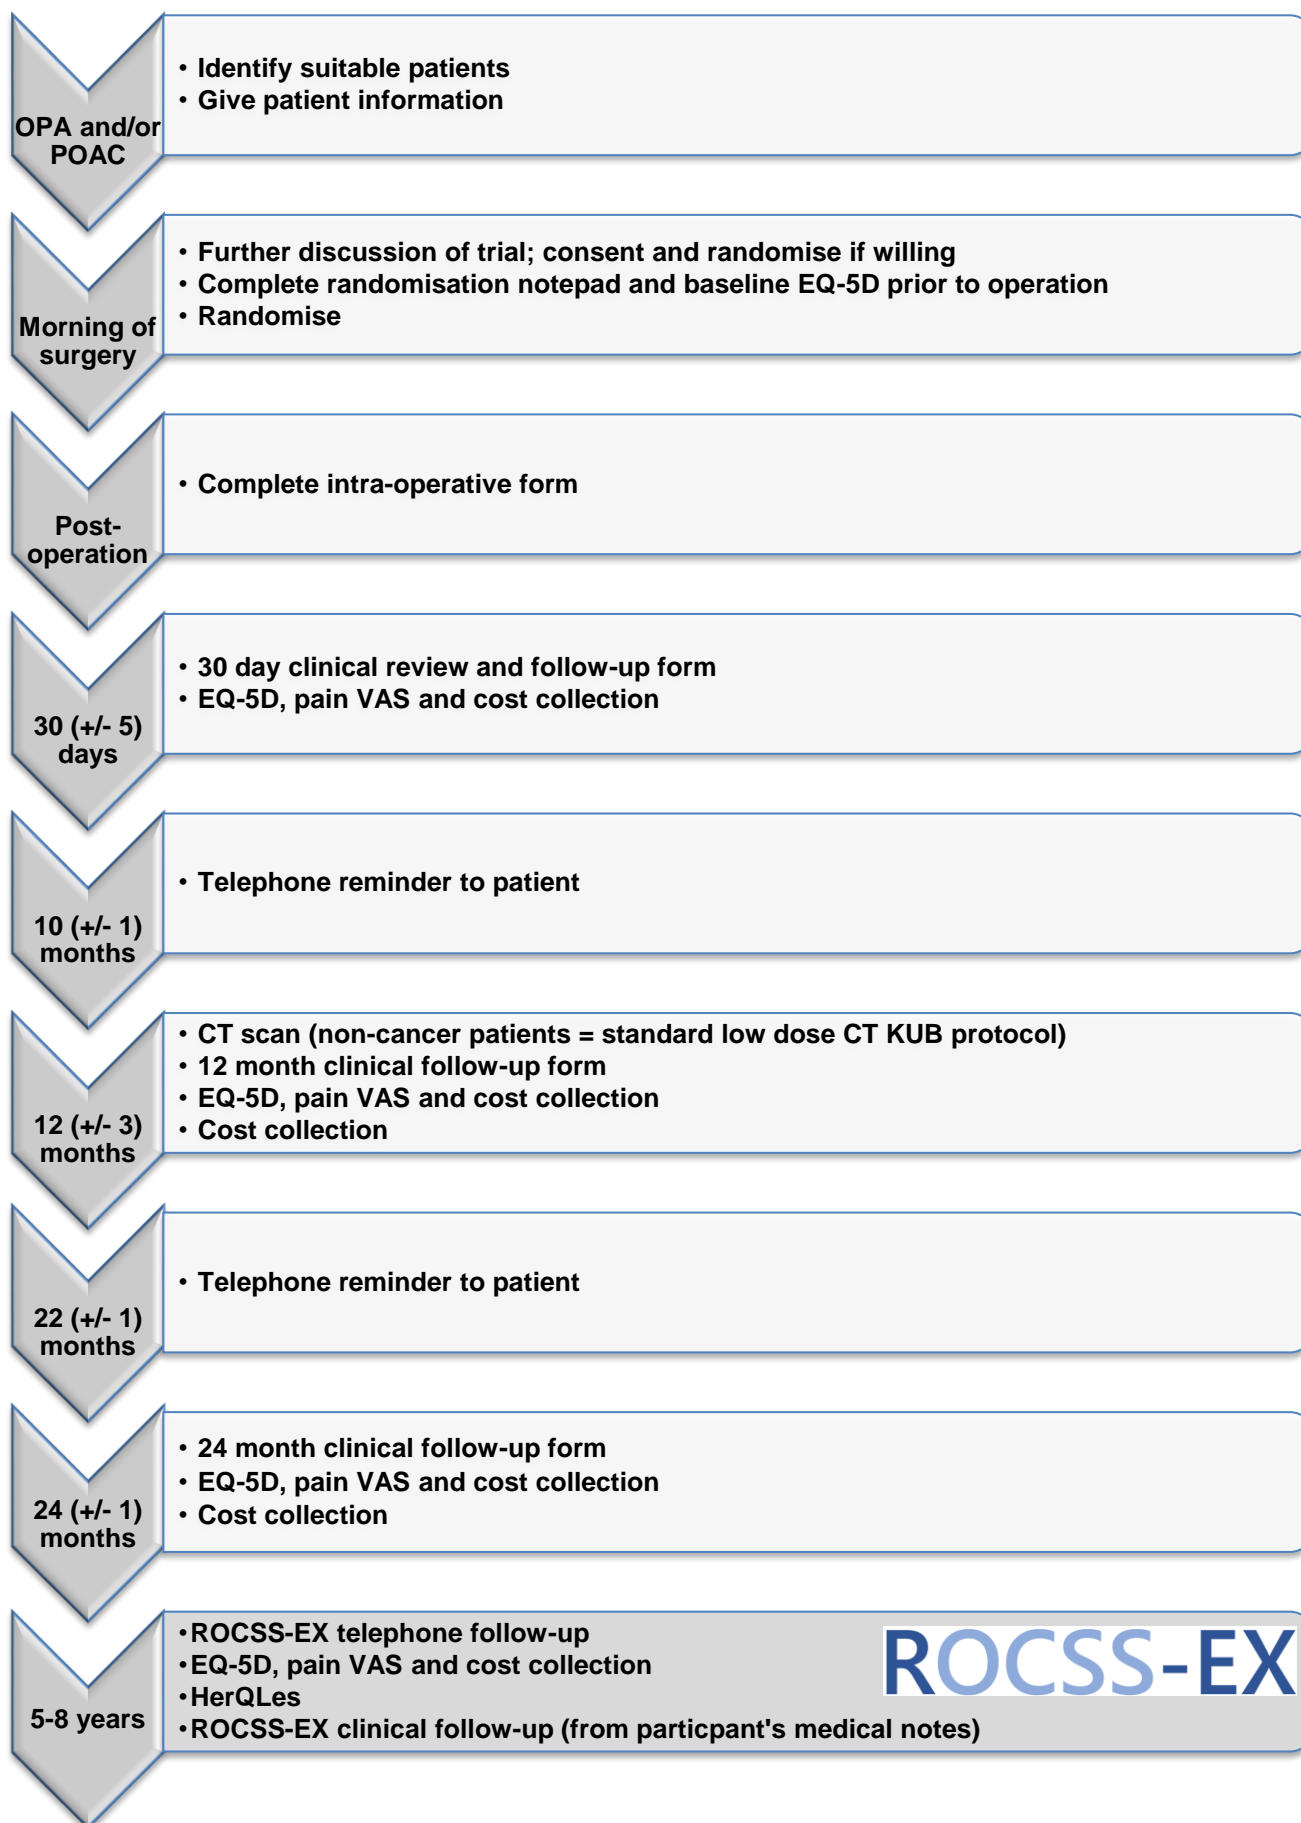 OPA and/or
POAC
• Identify suitable patients
• Give patient information
Morning of
surgery
• Further discussion of trial; consent and randomise if willing
• Complete randomisation notepad and baseline EQ-5D prior to operation
• Randomise
Post-
operation
• Complete intra-operative form
30 (+/- 5)
days
• 30 day clinical review and follow-up form
• EQ-5D, pain VAS and cost collection
10 (+/- 1)
months
• Telephone reminder to patient
12 (+/- 3)
months
• CT scan (non-cancer patients = standard low dose CT KUB protocol)
• 12 month clinical follow-up form
• EQ-5D, pain VAS and cost collection
• Cost collection
22 (+/- 1)
months
• Telephone reminder to patient
24 (+/- 1)
months
• 24 month clinical follow-up form
• EQ-5D, pain VAS and cost collection
• Cost collection
5-8 years
•ROCSS-EX telephone follow-up
•EQ-5D, pain VAS and cost collection
•HerQLes
•ROCSS-EX clinical follow-up (from particpant's medical notes)
ROCSS-EX